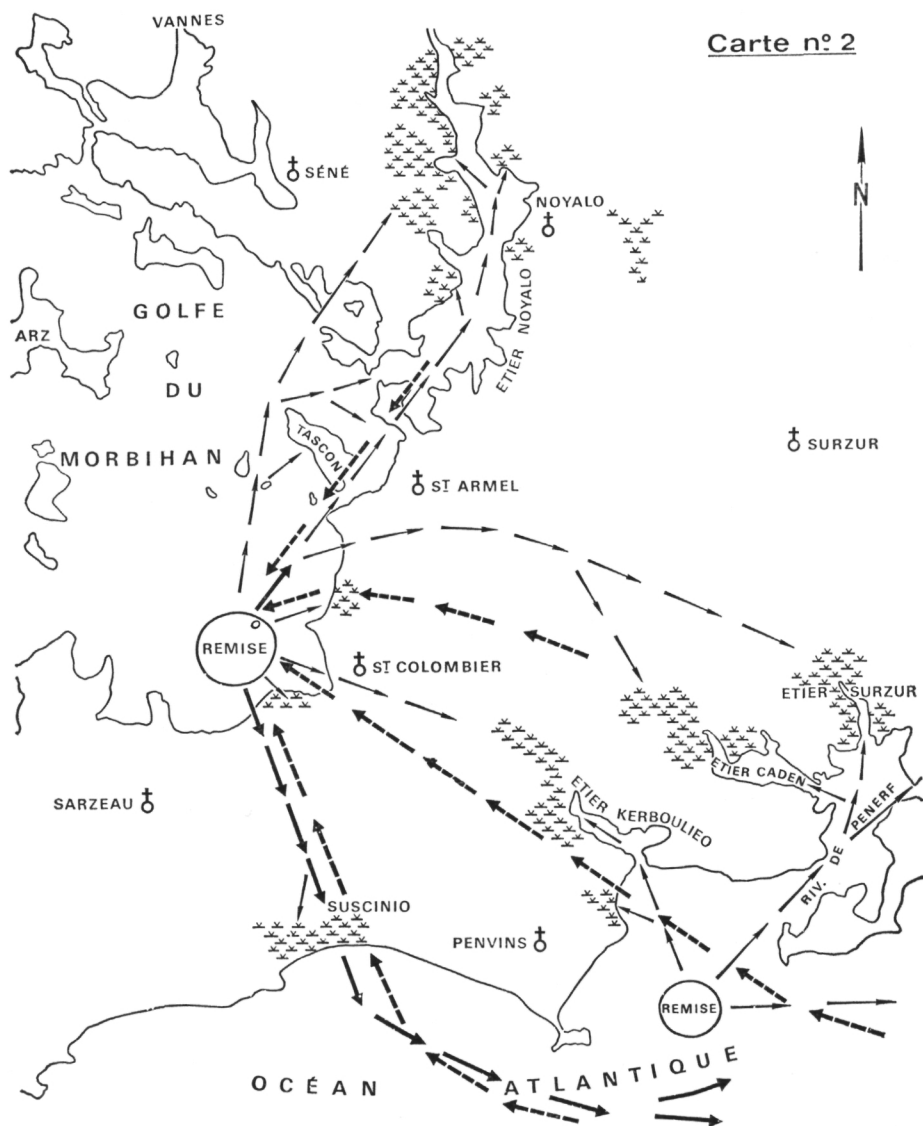 VANNES
Carte nº 2
SÉNÉ
N
NOYALO
GOLFE
ETIER NOYALO
ARZ
DU
TASCON
SURZUR
MORBIHAN
ST ARMEL
REMISE
ST COLOMBIER
ETIER SURZUR
ETIER CADEN
SARZEAU
ETIER KERBOULIEO
RIV. DE PENERF
SUSCINIO
PENVINS
REMISE
OCÉAN ATLANTIQUE